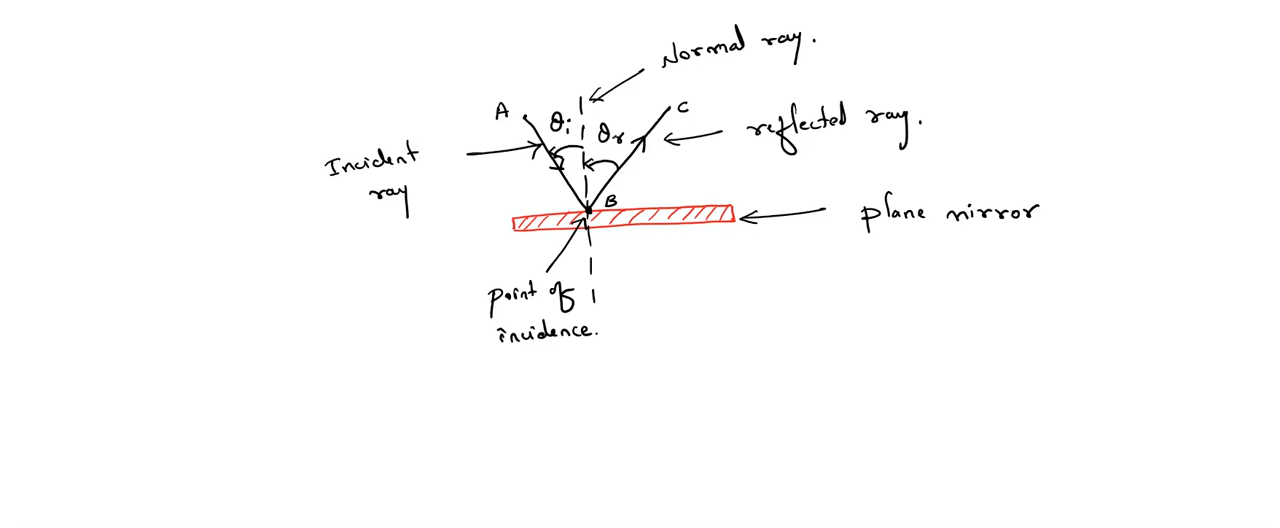 Normal ray.
A
C
θi
θr
reflected ray.
Incident
ray
B
plane mirror
point of
incidence.